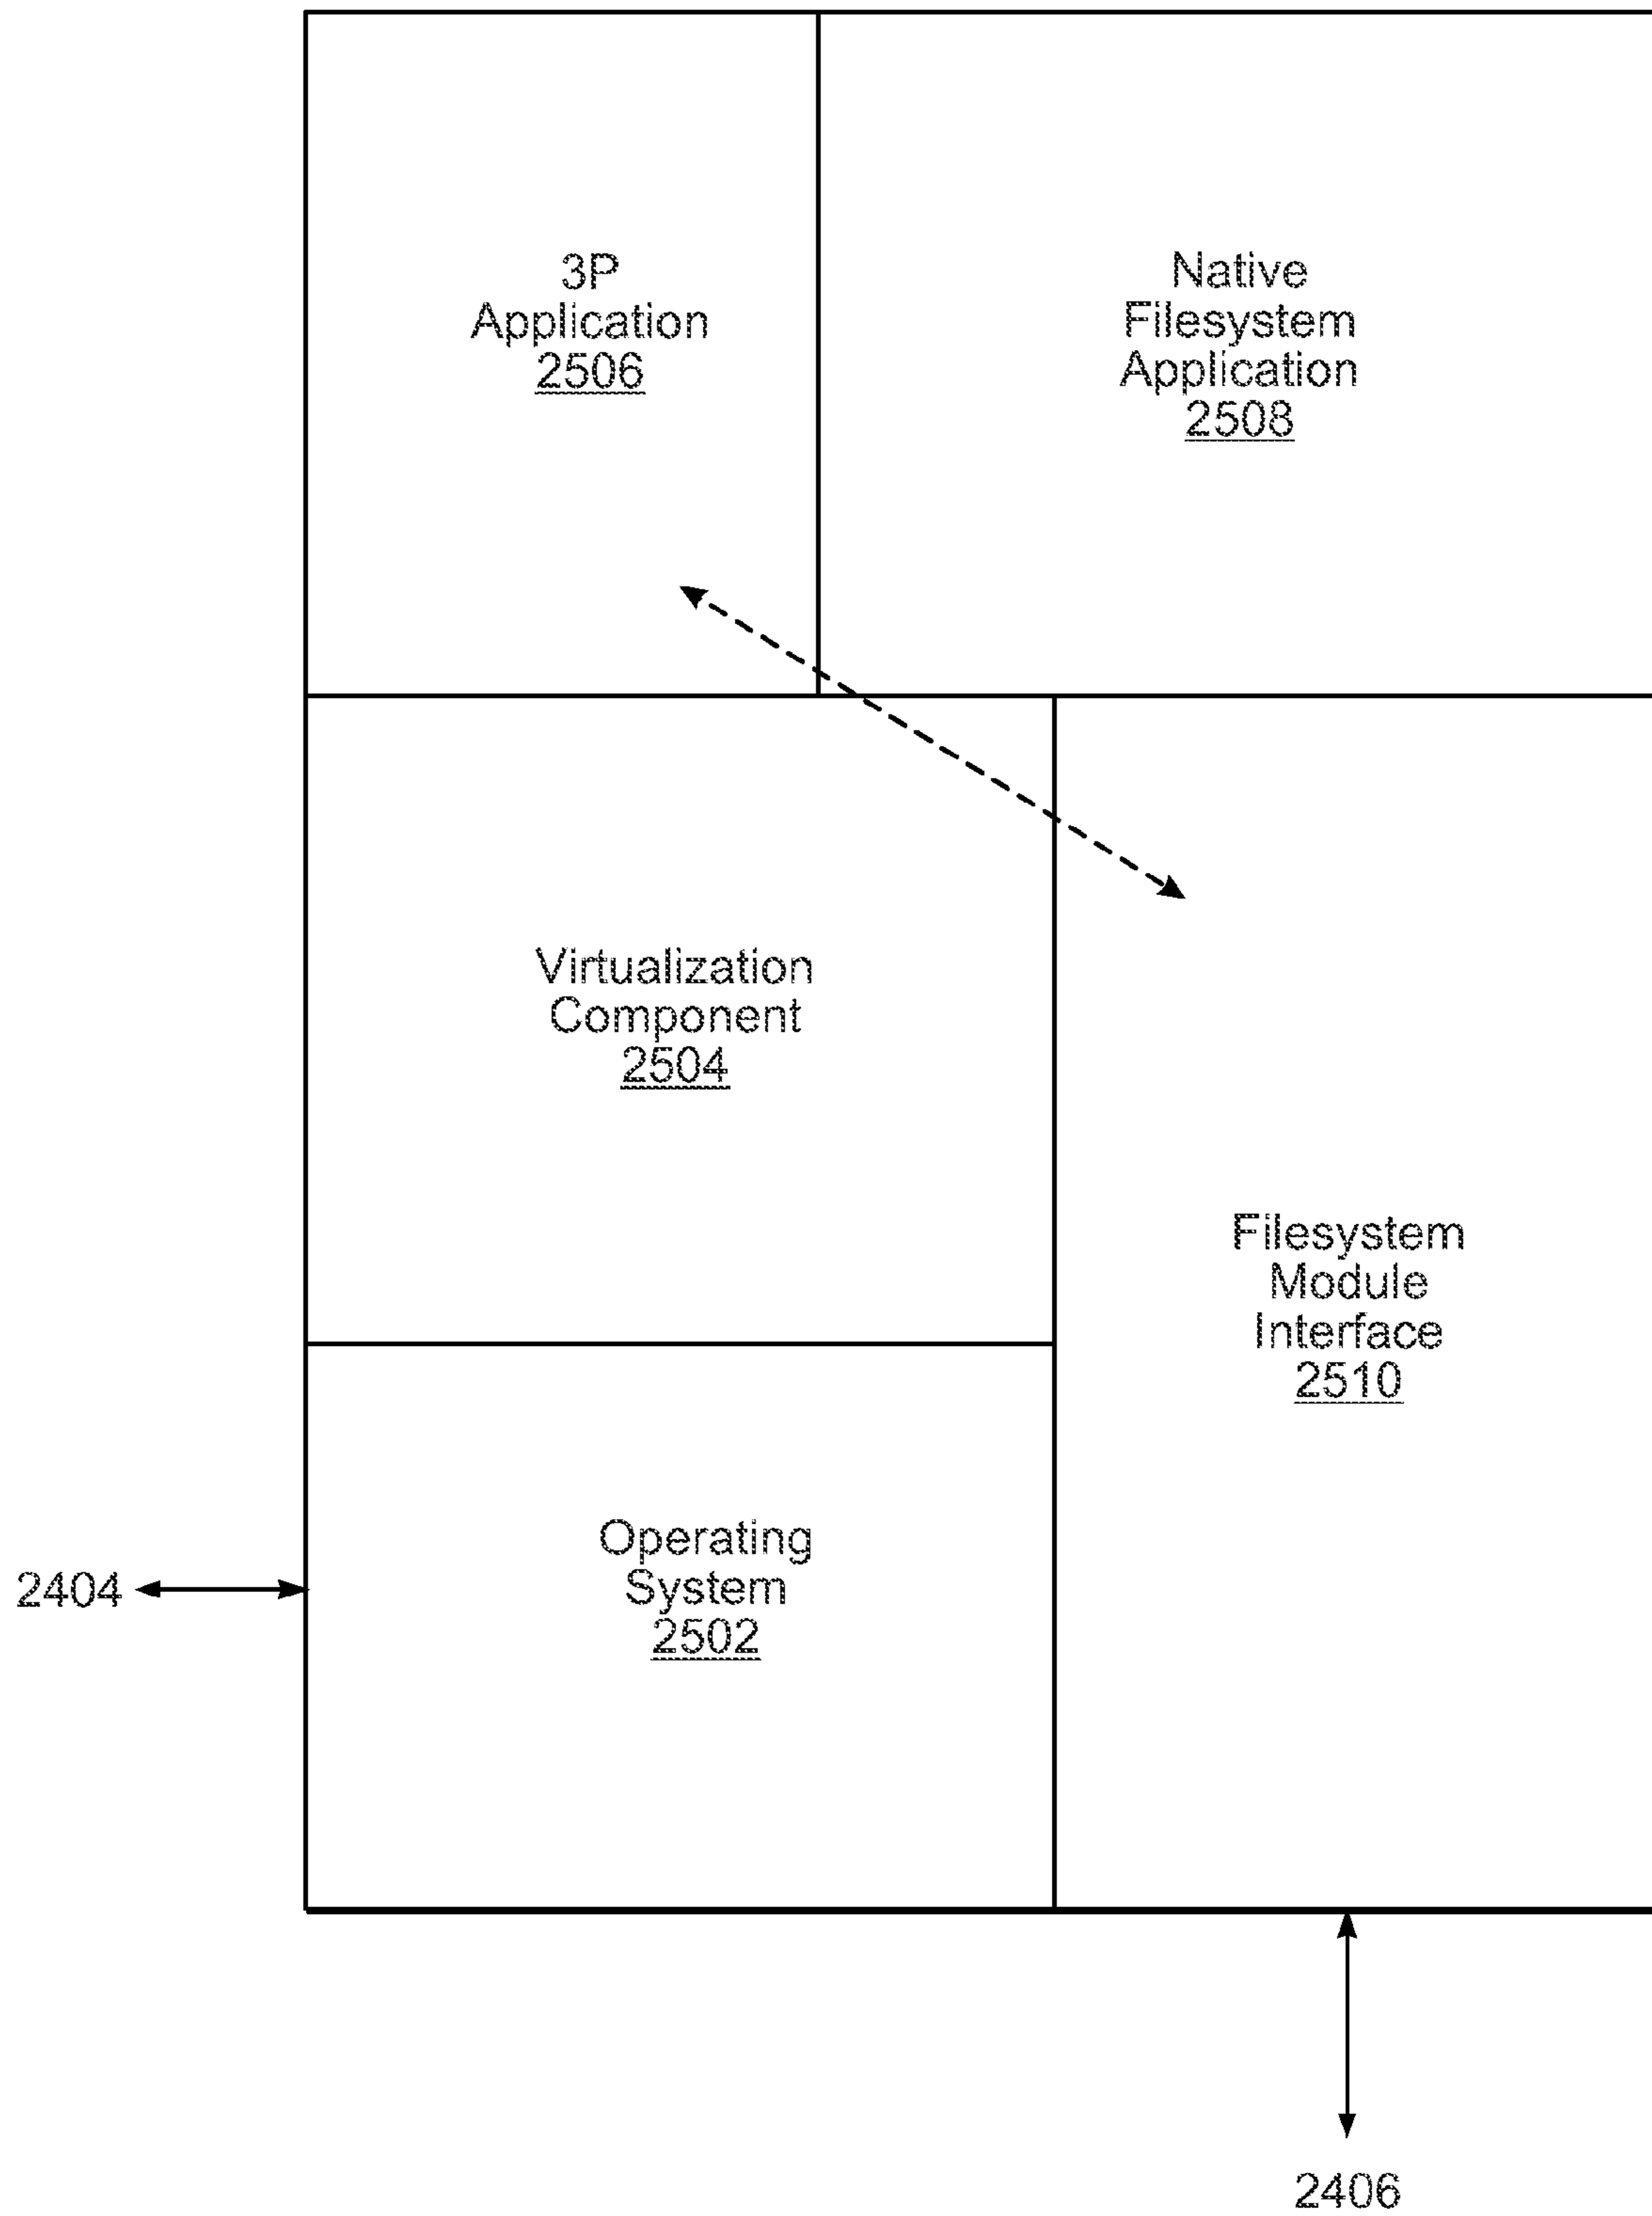 3P
Application
2506
Native
Filesystem
Application
2508
Virtualization
Component
2504
Filesystem
Module
Interface
2510
Operating
System
2502
2404
2406